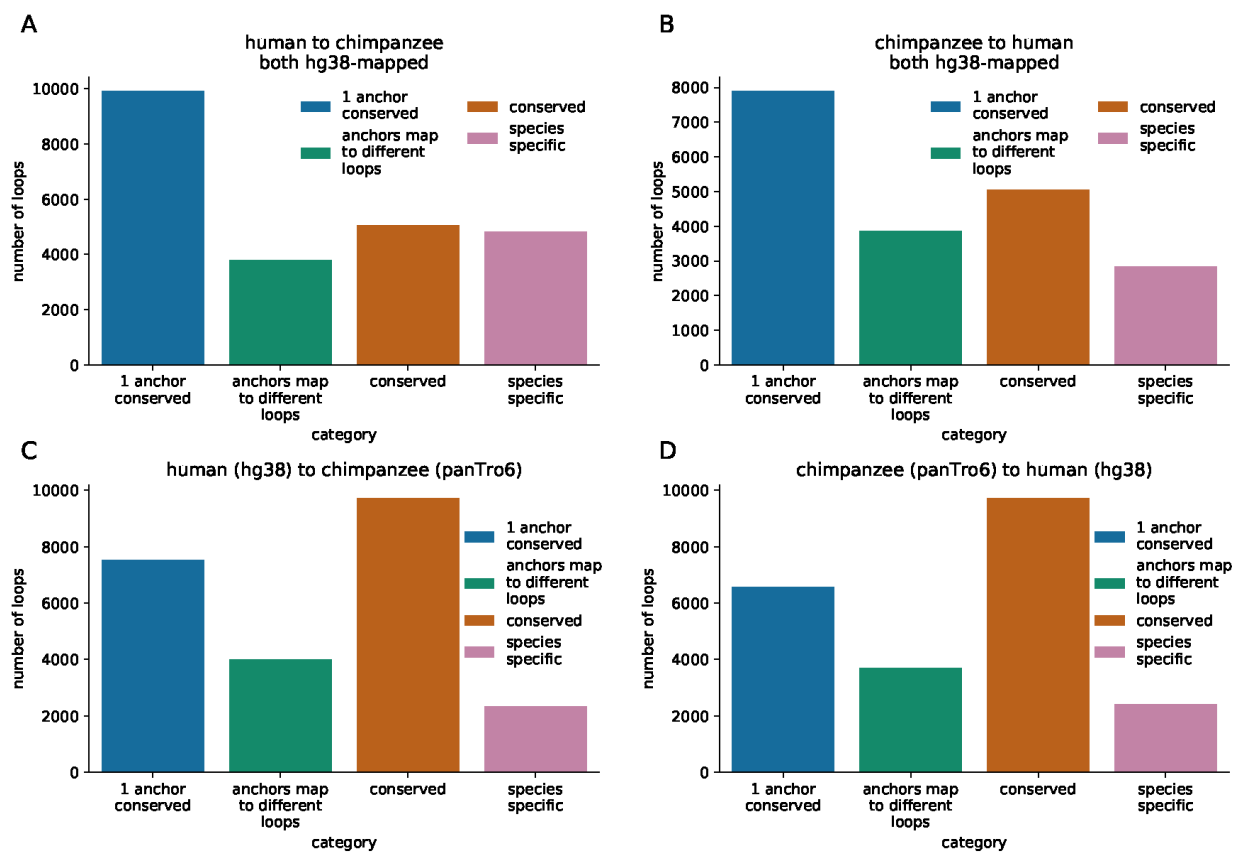 A
human to chimpanzee
both hg38-mapped
10000
8000
6000
4000
2000
0
number of loops
1 anchor
conserved
anchors map
to different
loops
conserved
species
specific
1 anchor
conserved
anchors map
to different
loops
conserved
species
specific
category
B
chimpanzee to human
both hg38-mapped
8000
7000
6000
5000
4000
3000
2000
1000
0
number of loops
1 anchor
conserved
anchors map
to different
loops
conserved
species
specific
1 anchor
conserved
anchors map
to different
loops
conserved
species
specific
category
C
human (hg38) to chimpanzee (panTro6)
10000
8000
6000
4000
2000
0
number of loops
1 anchor
conserved
anchors map
to different
loops
conserved
species
specific
1 anchor
conserved
anchors map
to different
loops
conserved
species
specific
category
D
chimpanzee (panTro6) to human (hg38)
10000
8000
6000
4000
2000
0
number of loops
1 anchor
conserved
anchors map
to different
loops
conserved
species
specific
1 anchor
conserved
anchors map
to different
loops
conserved
species
specific
category